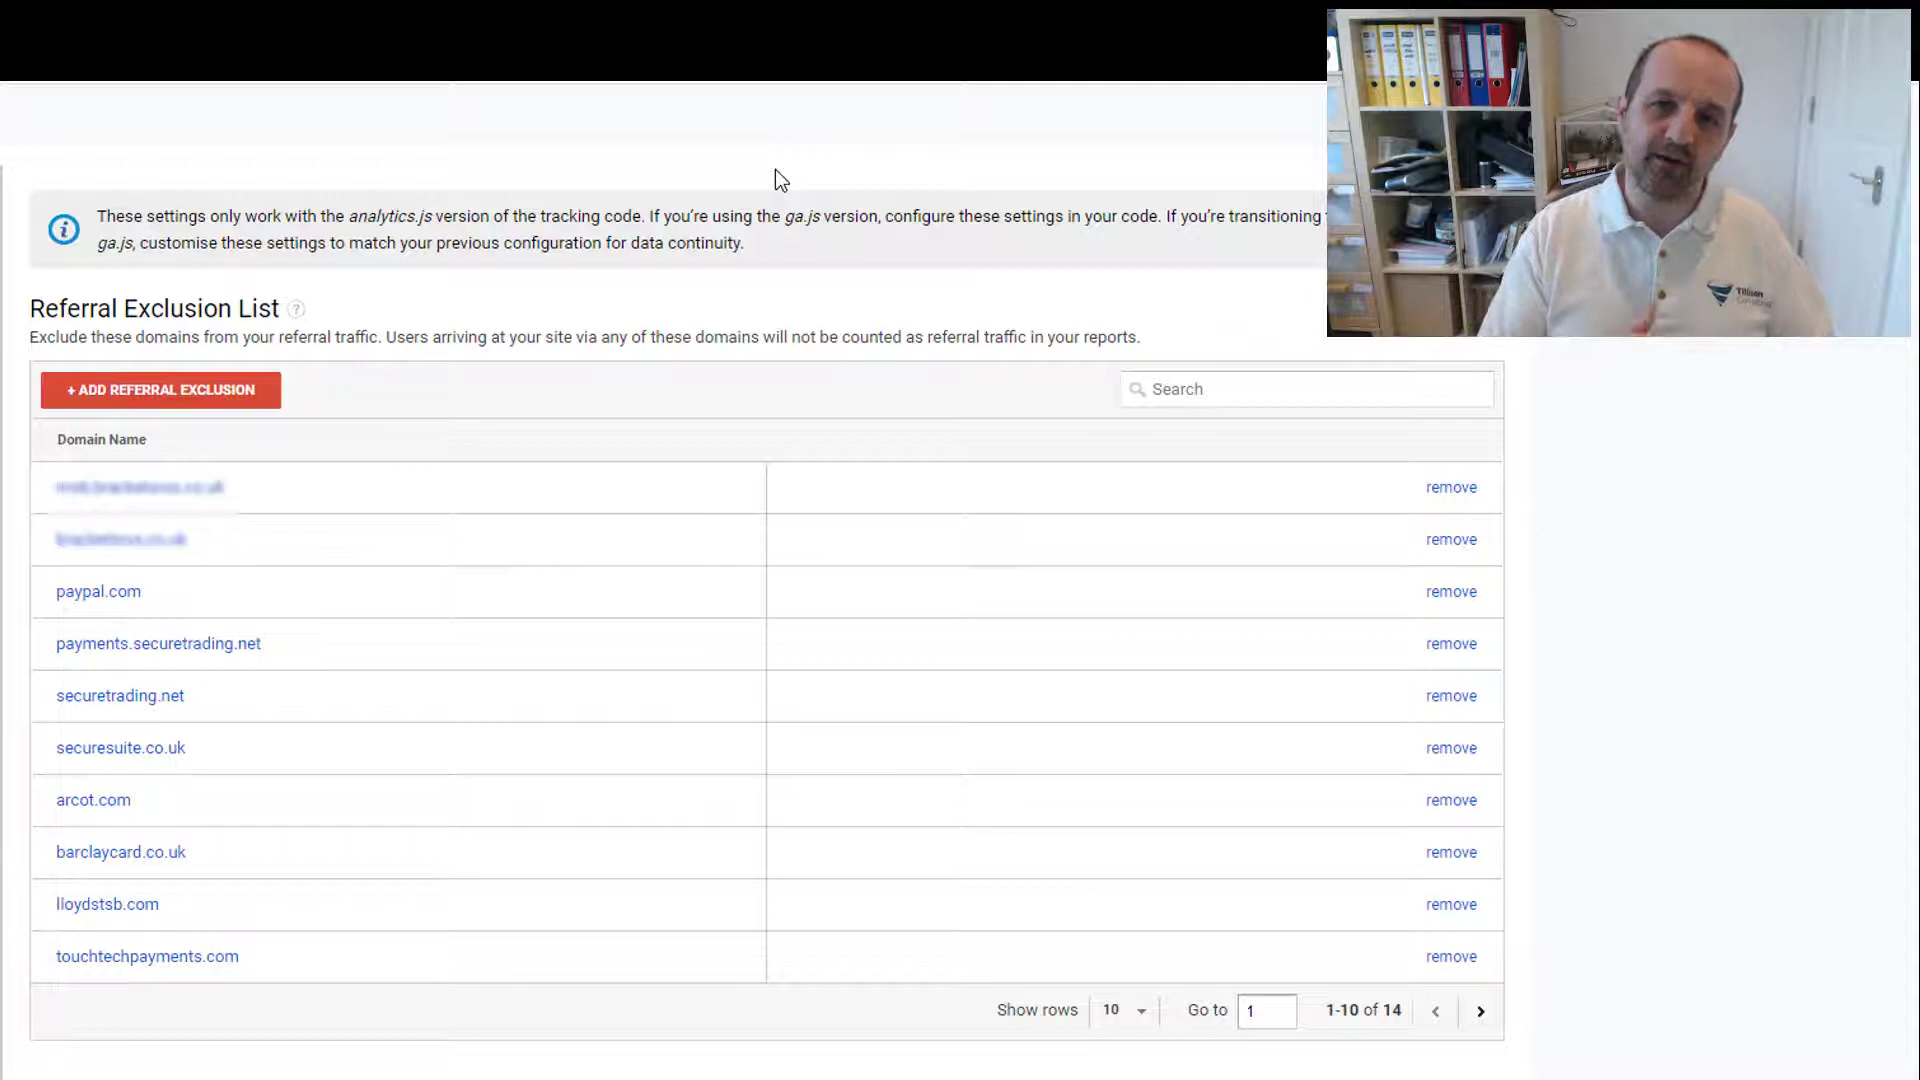 These settings only work with the analytics.js version of the tracking code. If you're using the ga.js version, configure these settings in your code. If you're transitioning
ga.js, customise these settings to match your previous configuration for data continuity.
Referral Exclusion List ?
Exclude these domains from your referral traffic. Users arriving at your site via any of these domains will not be counted as referral traffic in your reports.
+ ADD REFERRAL EXCLUSION
Search
Domain Name
remove
remove
paypal.com remove
payments.securetrading.net remove
securetrading.net remove
securesuite.co.uk remove
arcot.com remove
barclaycard.co.uk remove
lloydstsb.com remove
touchtechpayments.com remove
Show rows 10 Go to 1 1-10 of 14
Tillison